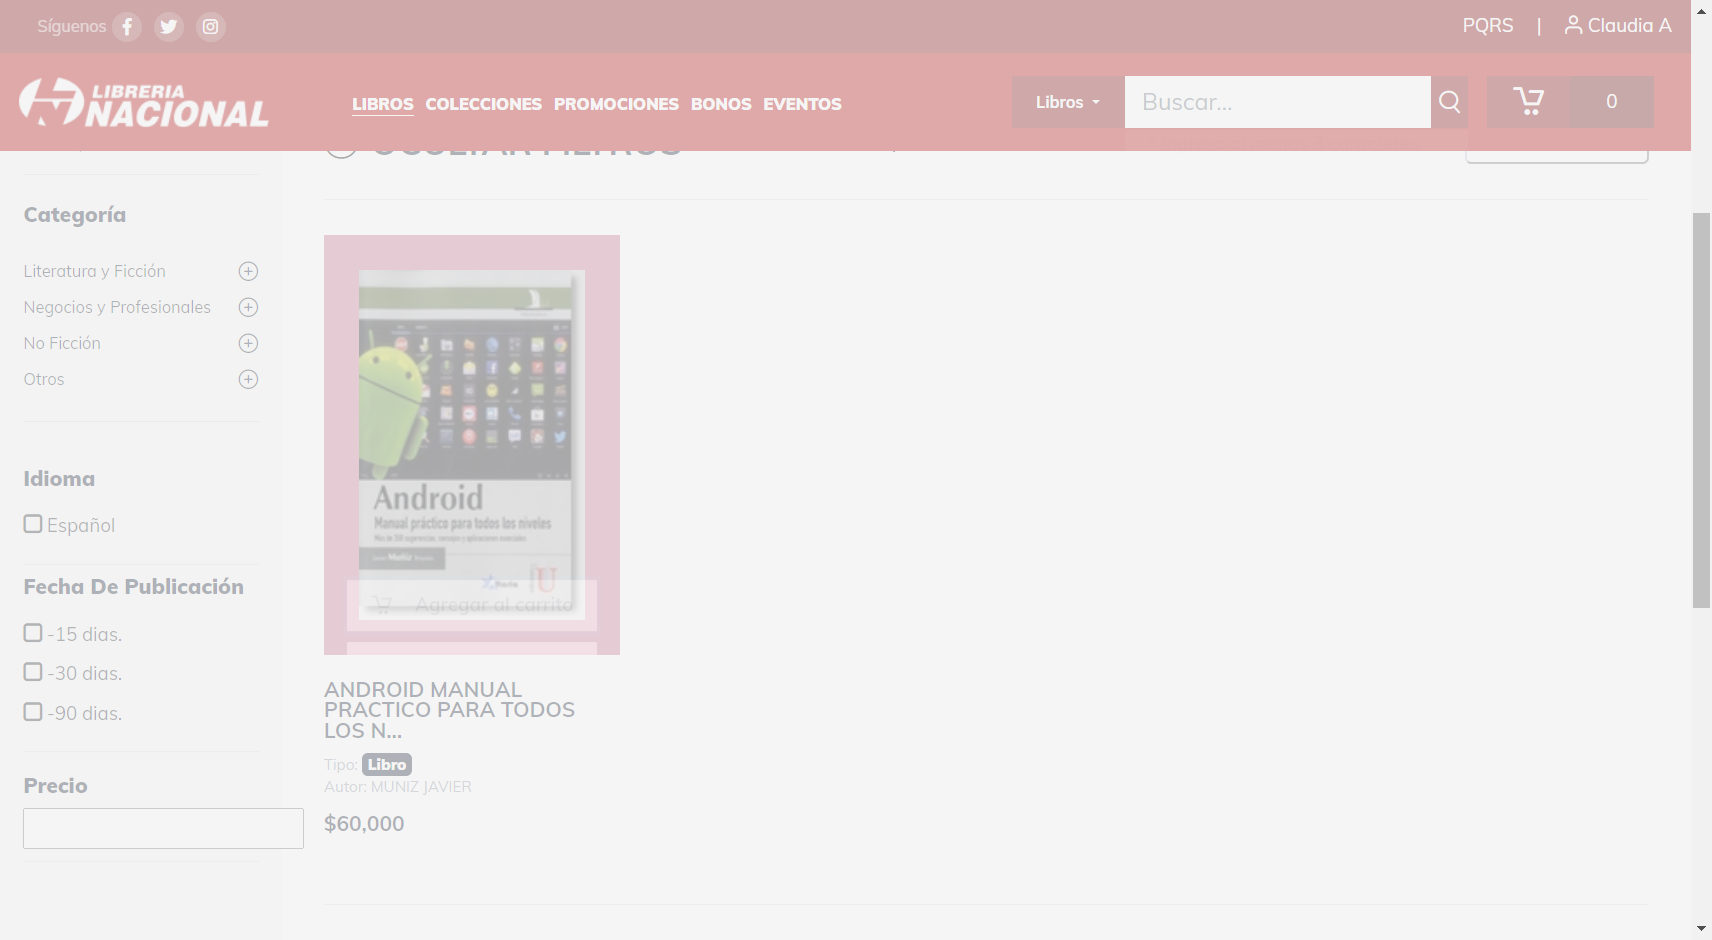 Síguenos
PQRS | Claudia A
LIBRERIA
NACIONAL
LIBROS COLECCIONES PROMOCIONES BONOS EVENTOS
Libros
Buscar...
0
OCULTAR FILTROS
Categoría
Literatura y Ficción
Negocios y Profesionales
No Ficción
Otros
Idioma
Español
Fecha De Publicación
-15 dias.
-30 dias.
-90 dias.
Precio
Android
Manual práctico para todos los niveles
Agregar al carrito
ANDROID MANUAL
PRACTICO PARA TODOS
LOS N...
Tipo: Libro
Autor: MUNIZ JAVIER
$60,000